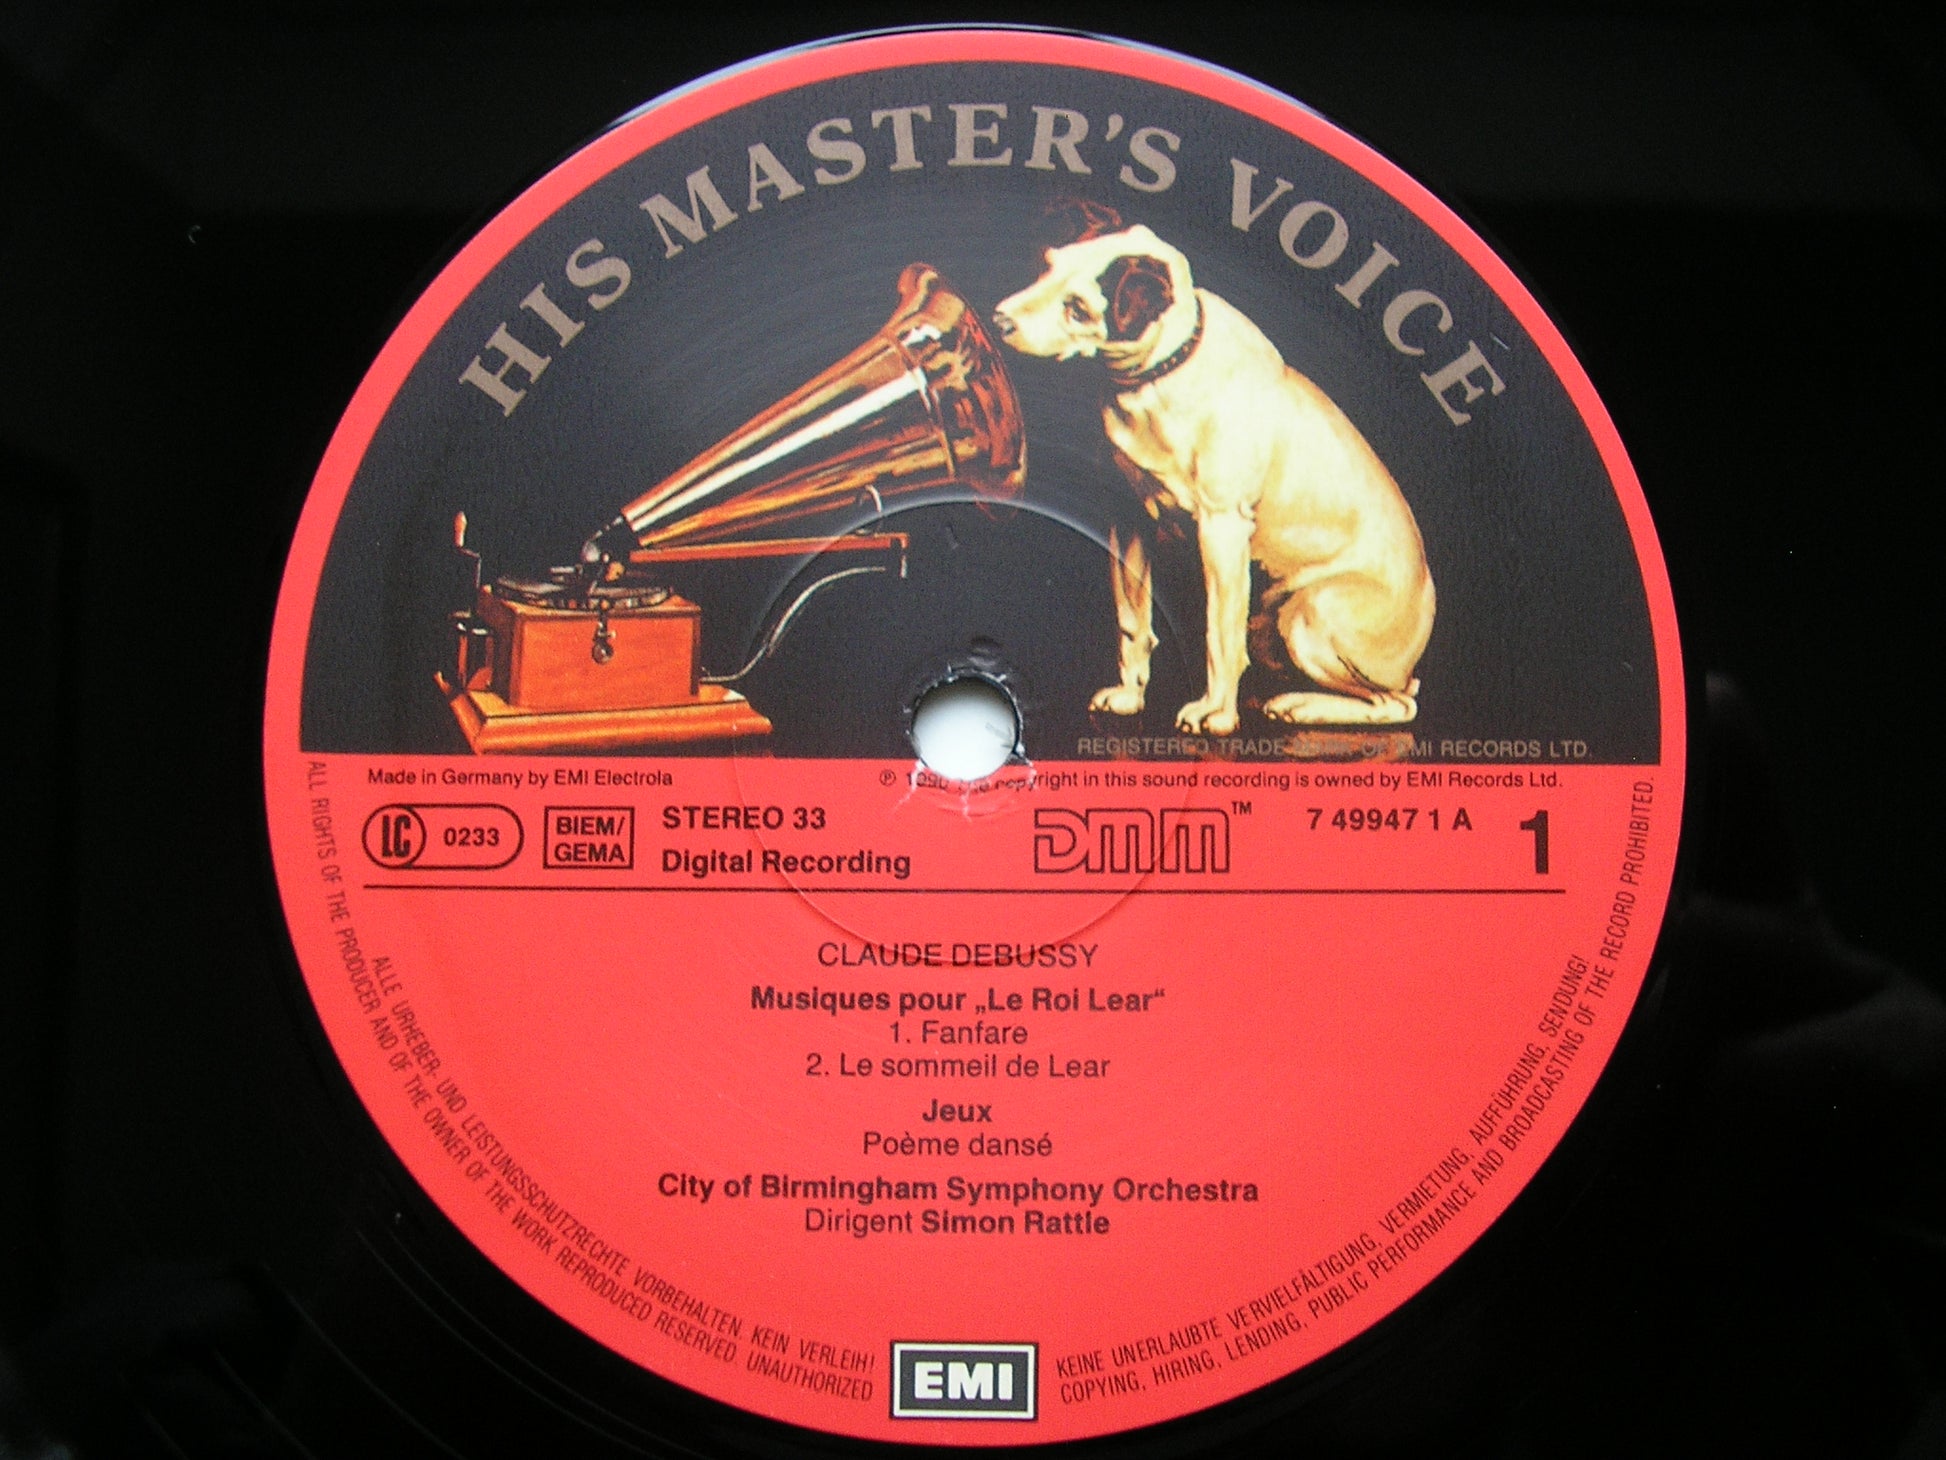 HIS MASTER'S VOICE
REGISTERED TRADE MARK OF EMI RECORDS LTD.
Made in Germany by EMI Electrola
℗ copyright in this sound recording is owned by EMI Records Ltd.
LC 0233
BIEM/
GEMA
STEREO 33
Digital Recording
DMM™
7 49947 1 A
1
CLAUDE DEBUSSY
Musiques pour „Le Roi Lear“
1. Fanfare
2. Le sommeil de Lear
Jeux
Poème dansé
City of Birmingham Symphony Orchestra
Dirigent Simon Rattle
ALLE URHEBER- UND LEISTUNGSSCHUTZRECHTE VORBEHALTEN. KEIN VERLEIH!
KEINE UNERLAUBTE VERVIELFÄLTIGUNG, VERMIETUNG, AUFFÜHRUNG, SENDUNG!
ALL RIGHTS OF THE PRODUCER AND OF THE OWNER OF THE WORK REPRODUCED RESERVED. UNAUTHORIZED
COPYING, HIRING, LENDING, PUBLIC PERFORMANCE AND BROADCASTING OF THE RECORD PROHIBITED.
EMI